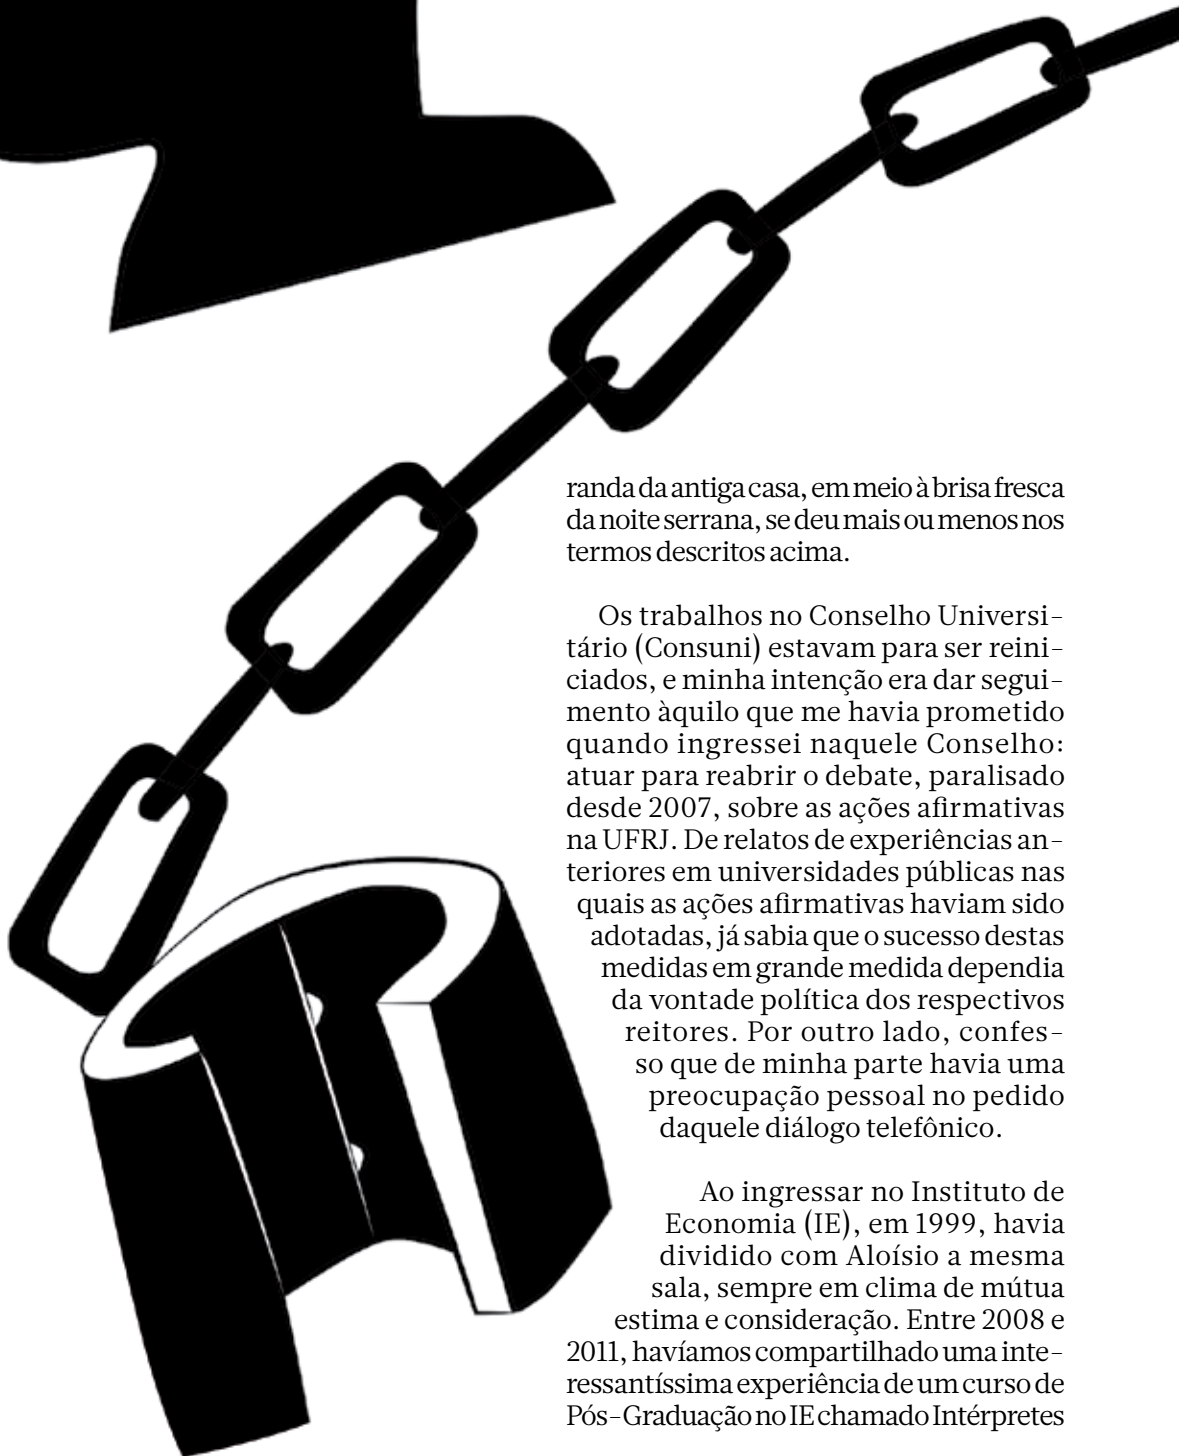 randa da antiga casa, em meio à brisa fresca
da noite serrana, se deu mais ou menos nos
termos descritos acima.
Os trabalhos no Conselho Universi-
tário (Consuni) estavam para ser reini-
ciados, e minha intenção era dar segui-
mento àquilo que me havia prometido
quando ingressei naquele Conselho:
atuar para reabrir o debate, paralisado
desde 2007, sobre as ações afirmativas
na UFRJ. De relatos de experiências an-
teriores em universidades públicas nas
quais as ações afirmativas haviam sido
adotadas, já sabia que o sucesso destas
medidas em grande medida dependia
da vontade política dos respectivos
reitores. Por outro lado, confes-
so que de minha parte havia uma
preocupação pessoal no pedido
daquele diálogo telefônico.
Ao ingressar no Instituto de
Economia (IE), em 1999, havia
dividido com Aloísio a mesma
sala, sempre em clima de mútua
estima e consideração. Entre 2008 e
2011, havíamos compartilhado uma inte-
ressantíssima experiência de um curso de
Pós-Graduação no IE chamado Intérpretes